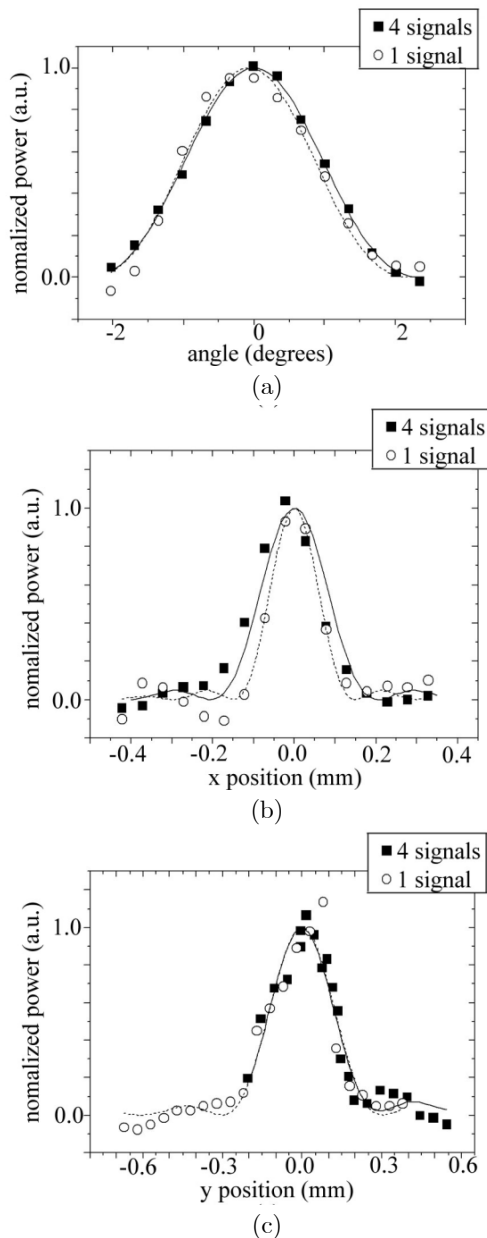 4 signals
1 signal
nomalized power (a.u.)
1.0
0.0
-2
0
2
angle (degrees)
(a)
4 signals
1 signal
nomalized power (a.u.)
1.0
0.0
-0.4
-0.2
0.0
0.2
0.4
x position (mm)
(b)
4 signals
1 signal
nomalized power (a.u.)
1.0
0.0
-0.6
-0.3
0.0
0.3
0.6
y position (mm)
(c)